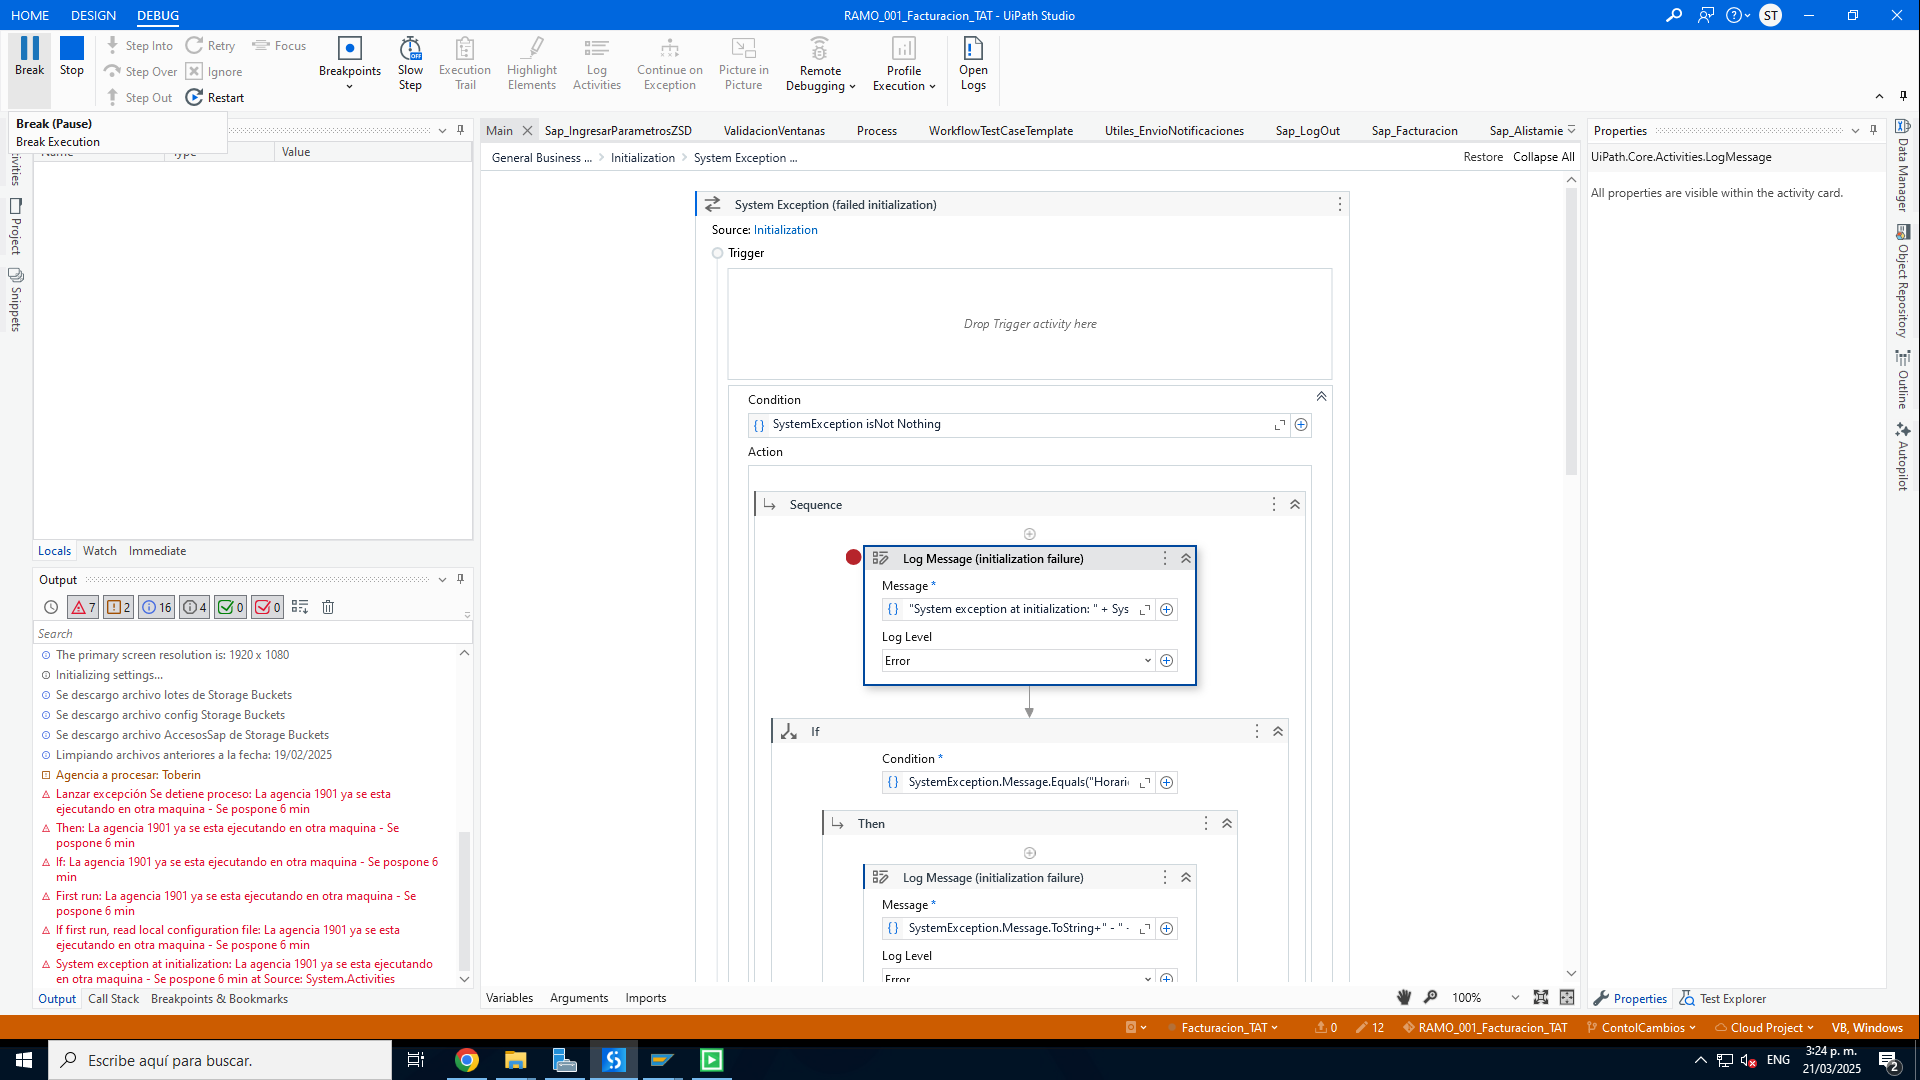 HOME DESIGN DEBUG
RAMO_001_Facturacion_TAT - UiPath Studio
ST
Break
Stop
Step Into
Step Over
Step Out
Retry
Ignore
Restart
Focus
Breakpoints
Slow
Step
Execution
Trail
Highlight
Elements
Log
Activities
Continue on
Exception
Picture in
Picture
Remote
Debugging
Profile
Execution
Open
Logs
Break (Pause)
Break Execution
Value
Project
Snippets
Locals Watch Immediate
Output
7 2 16 4 0 0
Search
The primary screen resolution is: 1920 x 1080
Initializing settings...
Se descargo archivo lotes de Storage Buckets
Se descargo archivo config Storage Buckets
Se descargo archivo AccesosSap de Storage Buckets
Limpiando archivos anteriores a la fecha: 19/02/2025
Agencia a procesar: Toberin
Lanzar excepción Se detiene proceso: La agencia 1901 ya se esta
ejecutando en otra maquina - Se pospone 6 min
Then: La agencia 1901 ya se esta ejecutando en otra maquina - Se
pospone 6 min
If: La agencia 1901 ya se esta ejecutando en otra maquina - Se pospone 6
min
First run: La agencia 1901 ya se esta ejecutando en otra maquina - Se
pospone 6 min
If first run, read local configuration file: La agencia 1901 ya se esta
ejecutando en otra maquina - Se pospone 6 min
System exception at initialization: La agencia 1901 ya se esta ejecutando
en otra maquina - Se pospone 6 min at Source: System.Activities
Output Call Stack Breakpoints & Bookmarks
Main Sap_IngresarParametrosZSD ValidacionVentanas Process WorkflowTestCaseTemplate Utiles_EnvioNotificaciones Sap_LogOut Sap_Facturacion Sap_Alistamie
General Business ... Initialization System Exception ...
Restore Collapse All
System Exception (failed initialization)
Source: Initialization
Trigger
Drop Trigger activity here
Condition
SystemException isNot Nothing
Action
Sequence
Log Message (initialization failure)
Message *
"System exception at initialization: " + Sys
Log Level
Error
If
Condition *
SystemException.Message.Equals("Horari
Then
Log Message (initialization failure)
Message *
SystemException.Message.ToString+" - " -
Log Level
Error
Variables Arguments Imports
100%
Properties
UiPath.Core.Activities.LogMessage
All properties are visible within the activity card.
Properties Test Explorer
Data Manager
Object Repository
Outline
Autopilot
Facturacion_TAT 0 12 RAMO_001_Facturacion_TAT ContolCambios Cloud Project VB, Windows
Escribe aquí para buscar.
ENG
3:24 p. m.
21/03/2025
2